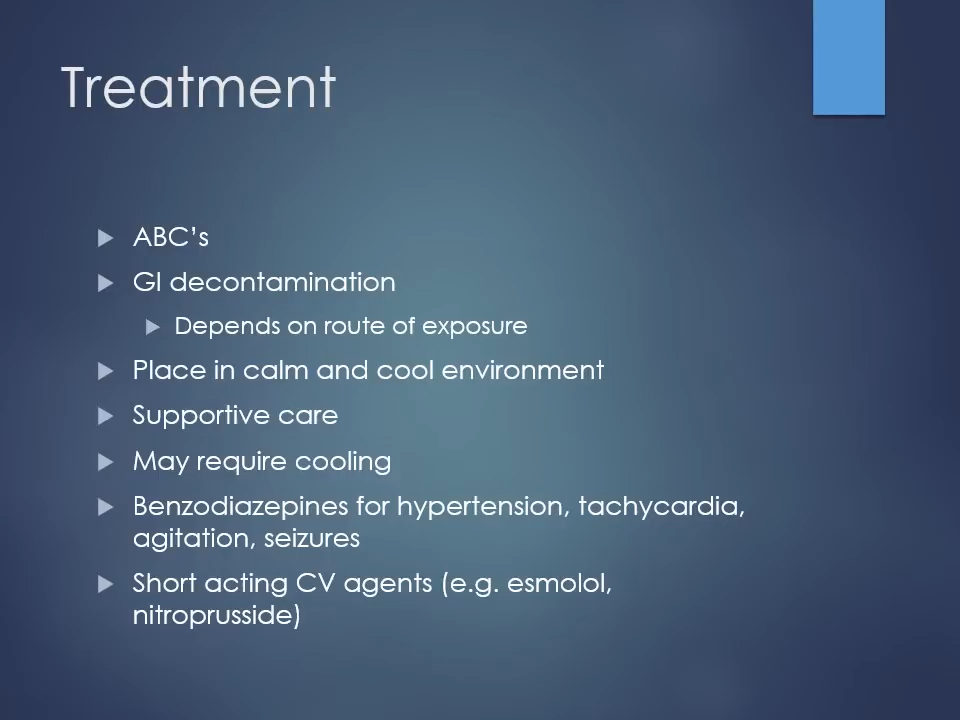 Treatment
ABC's
GI decontamination
Depends on route of exposure
Place in calm and cool environment
Supportive care
May require cooling
Benzodiazepines for hypertension, tachycardia,
agitation, seizures
Short acting CV agents (e.g. esmolol,
nitroprusside)